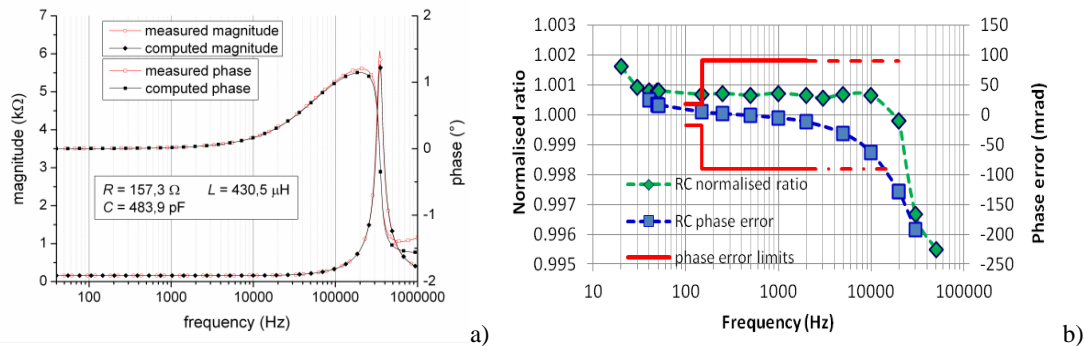 7
6
5
4
3
2
1
0
magnitude (kΩ)
2
1
0
-1
-2
phase (°)
measured magnitude
computed magnitude
measured phase
computed phase
R = 157,3 Ω L = 430,5 µH
C = 483,9 pF
100 1000 10000 100000 1000000
frequency (Hz)
a)
1.003
1.002
1.001
1.000
0.999
0.998
0.997
0.996
0.995
Normalised ratio
150
100
50
0
-50
-100
-150
-200
-250
Phase error (mrad)
RC normalised ratio
RC phase error
phase error limits
10 100 1000 10000 100000
Frequency (Hz)
b)